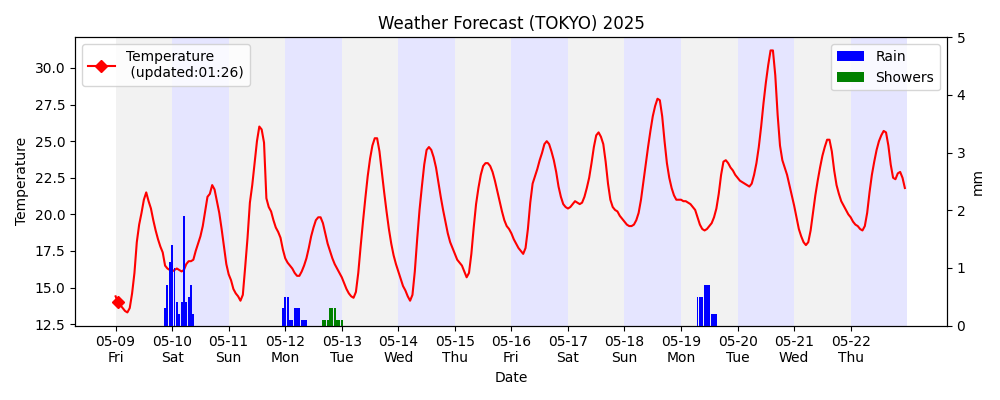 Weather Forecast (TOKYO) 2025
Temperature
(updated:01:26)
Rain
Showers
Temperature
30.0
27.5
25.0
22.5
20.0
17.5
15.0
12.5
5
4
3
2
1
0
mm
05-09 05-10 05-11 05-12 05-13 05-14 05-15 05-16 05-17 05-18 05-19 05-20 05-21 05-22
Fri Sat Sun Mon Tue Wed Thu Fri Sat Sun Mon Tue Wed Thu
Date